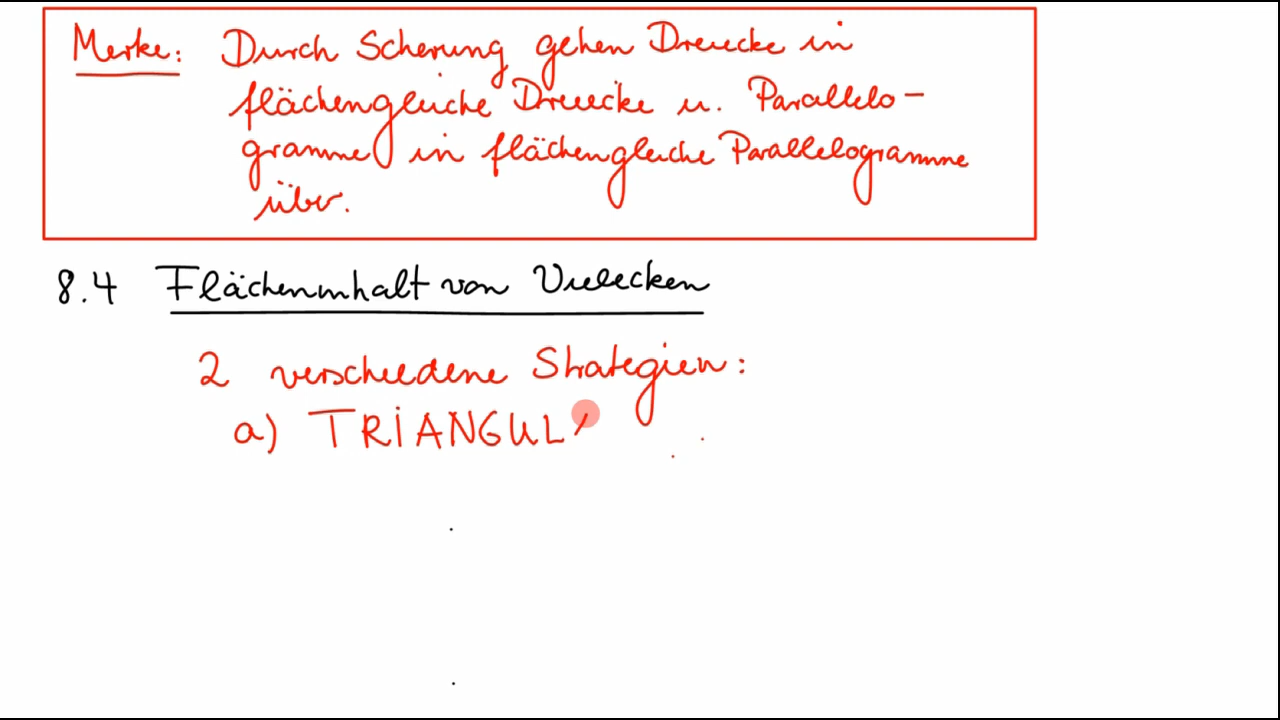 Merke: Durch Scherung gehen Dreiecke in
flächengleiche Dreiecke u. Parallelo-
gramme in flächengleiche Parallelogramme
über.
8.4 Flächeninhalt von Vielecken
2 verschiedene Strategien:
a) TRiANGUL